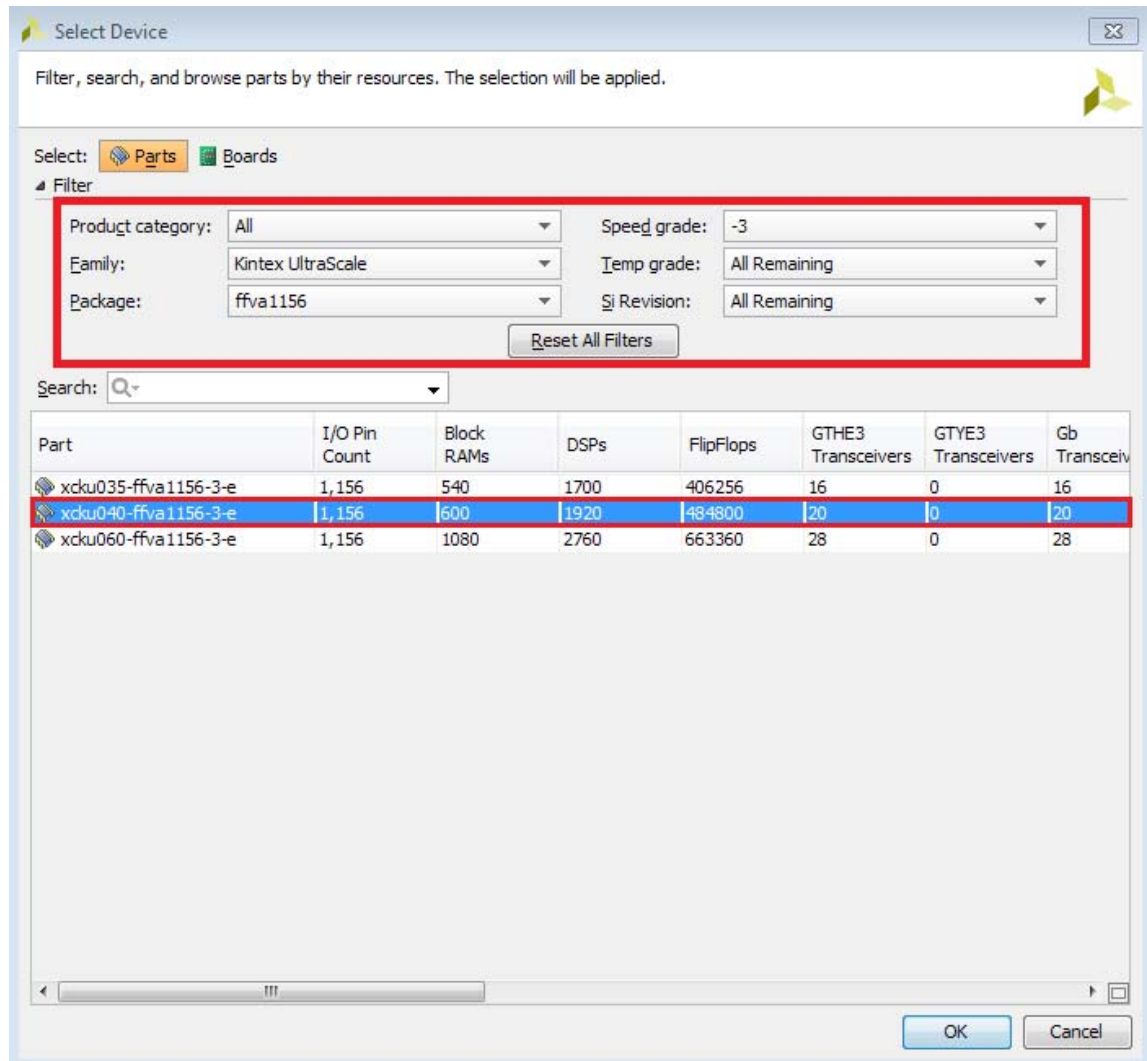 Select Device
Filter, search, and browse parts by their resources. The selection will be applied.
Select: Parts Boards
Filter
Product category: All Speed grade: -3
Family: Kintex UltraScale Temp grade: All Remaining
Package: ffva1156 Si Revision: All Remaining
Reset All Filters
Search:
Part I/O Pin Count Block RAMs DSPs FlipFlops GTHE3 Transceivers GTYE3 Transceivers Gb Transceiv
xcku035-ffva1156-3-e 1,156 540 1700 406256 16 0 16
xcku040-ffva1156-3-e 1,156 600 1920 484800 20 0 20
xcku060-ffva1156-3-e 1,156 1080 2760 663360 28 0 28
OK Cancel